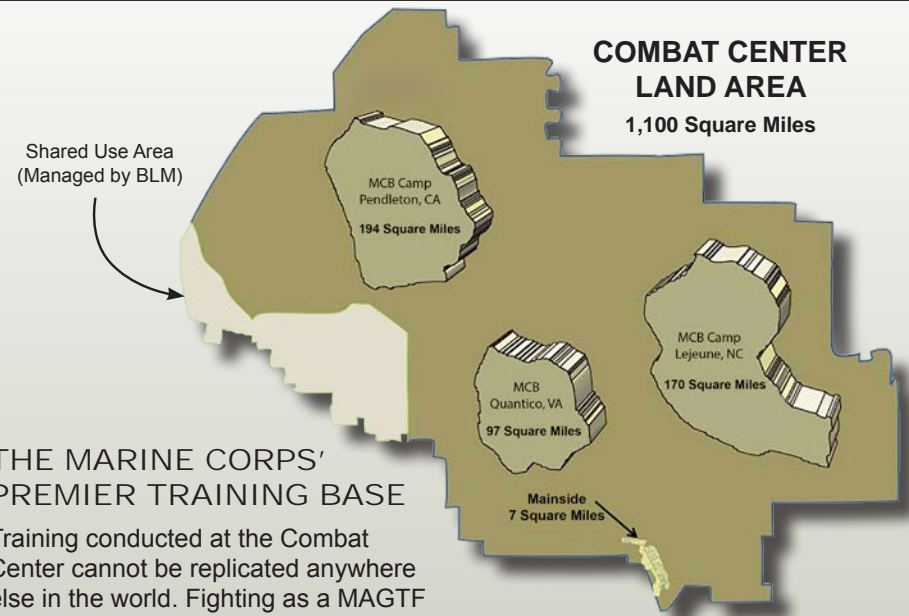 COMBAT CENTER
LAND AREA
1,100 Square Miles
Shared Use Area
(Managed by BLM)
MCB Camp
Pendleton, CA
194 Square Miles
MCB Camp
Lejeune, NC
170 Square Miles
MCB
Quantico, VA
97 Square Miles
Mainside
7 Square Miles
THE MARINE CORPS'
PREMIER TRAINING BASE
Training conducted at the Combat
Center cannot be replicated anywhere
else in the world. Fighting as a MAGTF